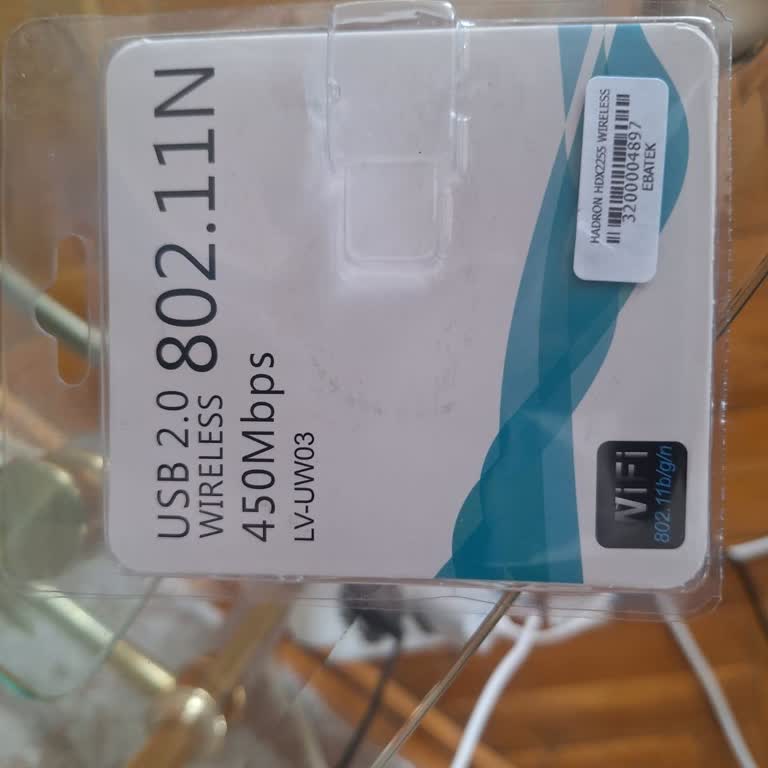 USB 2.0
WIRELESS 802.11N
450Mbps
LV-UW03
HADRON HDX2255 WIRELESS
3200004897
EBATEK
WiFi
802.11b/g/n